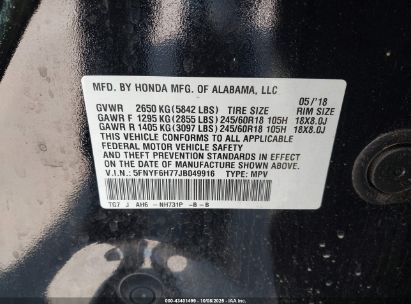 MFD. BY HONDA MFG. OF ALABAMA, LLC
GVWR 2650 KG (5842 LBS) TIRE SIZE 05/'18 RIM SIZE
GAWR F 1295 KG (2855 LBS) 245/60R18 105H 18X8.0J
GAWR R 1405 KG (3097 LBS) 245/60R18 105H 18X8.0J
THIS VEHICLE CONFORMS TO ALL APPLICABLE
FEDERAL MOTOR VEHICLE SAFETY
STANDARDS IN EFFECT ON THE
DATE OF MANUFACTURE SHOWN ABOVE.
V.I.N.: 5FNYF6H77JB049916 TYPE: MPV
TG7 J AH6 - NH731P -B -B